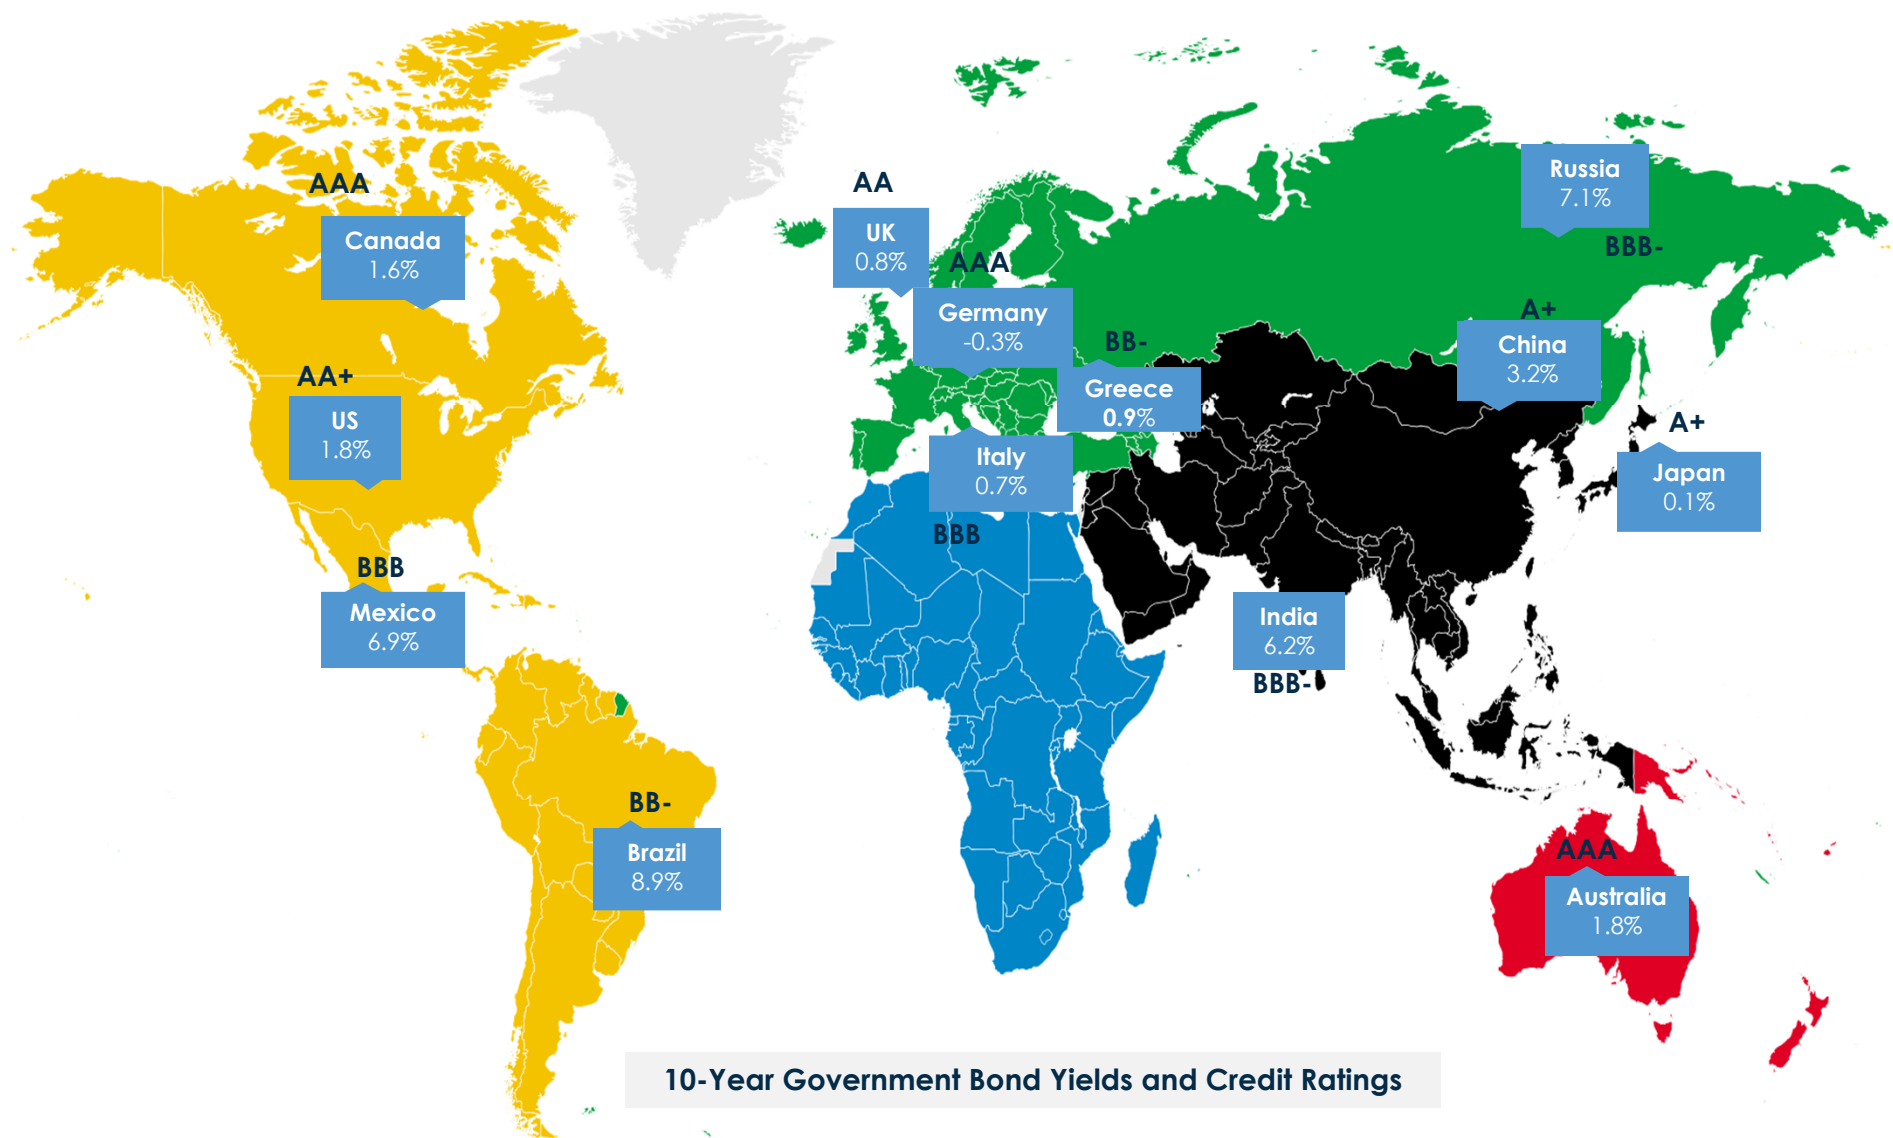 AAA
Canada
1.6%
AA+
US
1.8%
BBB
Mexico
6.9%
BB-
Brazil
8.9%
AA
UK
0.8%
AAA
Germany
-0.3%
BB-
Greece
0.9%
Italy
0.7%
BBB
Russia
7.1%
BBB-
A+
China
3.2%
A+
Japan
0.1%
India
6.2%
BBB-
AAA
Australia
1.8%
10-Year Government Bond Yields and Credit Ratings